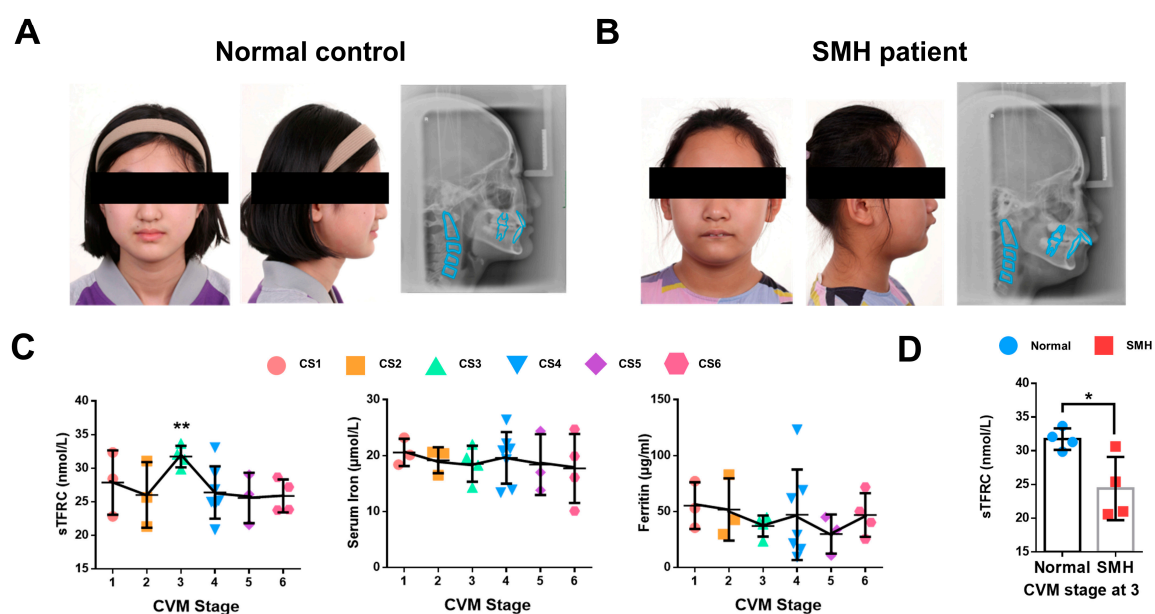 A
Normal control
B
SMH patient
C
CS1 CS2 CS3 CS4 CS5 CS6
sTFRC (nmol/L)
40
35
30
25
20
15
**
1 2 3 4 5 6
CVM Stage
Serum Iron (μmol/L)
30
20
10
0
1 2 3 4 5 6
CVM Stage
Ferritin (μg/ml)
150
100
50
0
1 2 3 4 5 6
CVM Stage
D
Normal SMH
sTFRC (nmol/L)
40
35
30
25
20
15
*
Normal SMH
CVM stage at 3